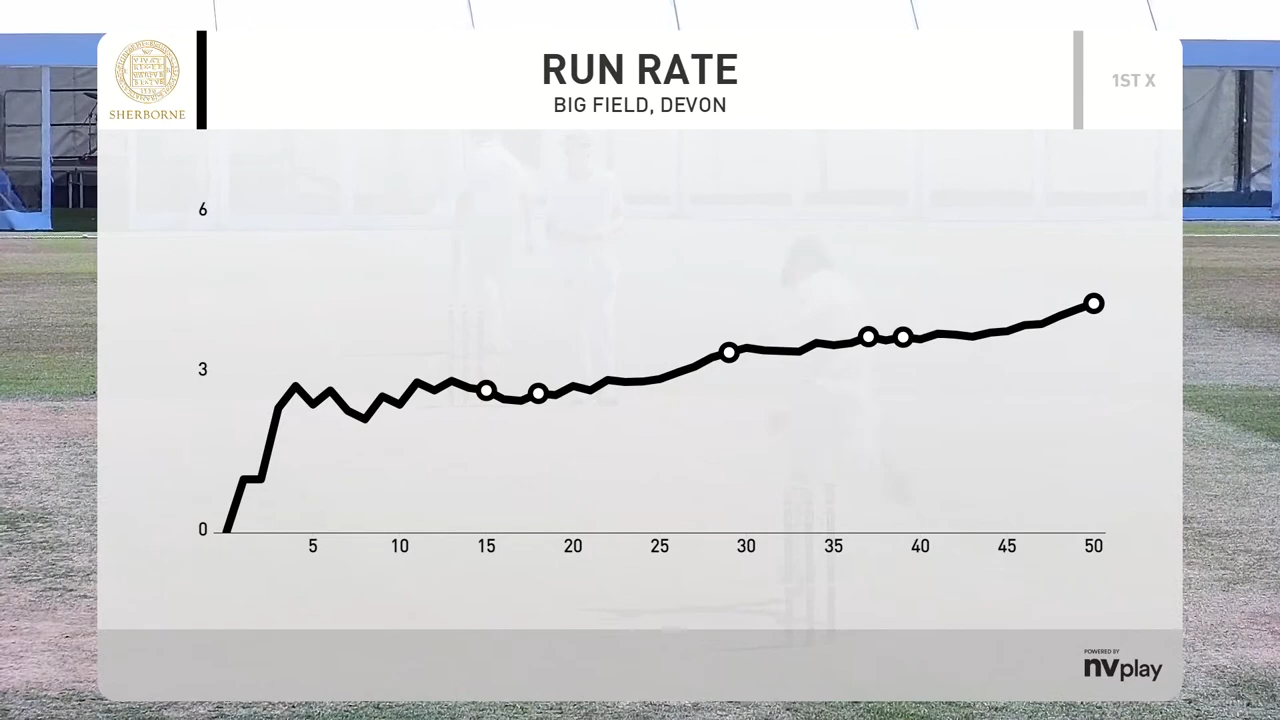 SHERBORNE
RUN RATE
BIG FIELD, DEVON
1ST X
6
3
0
5 10 15 20 25 30 35 40 45 50
POWERED BY
nvplay